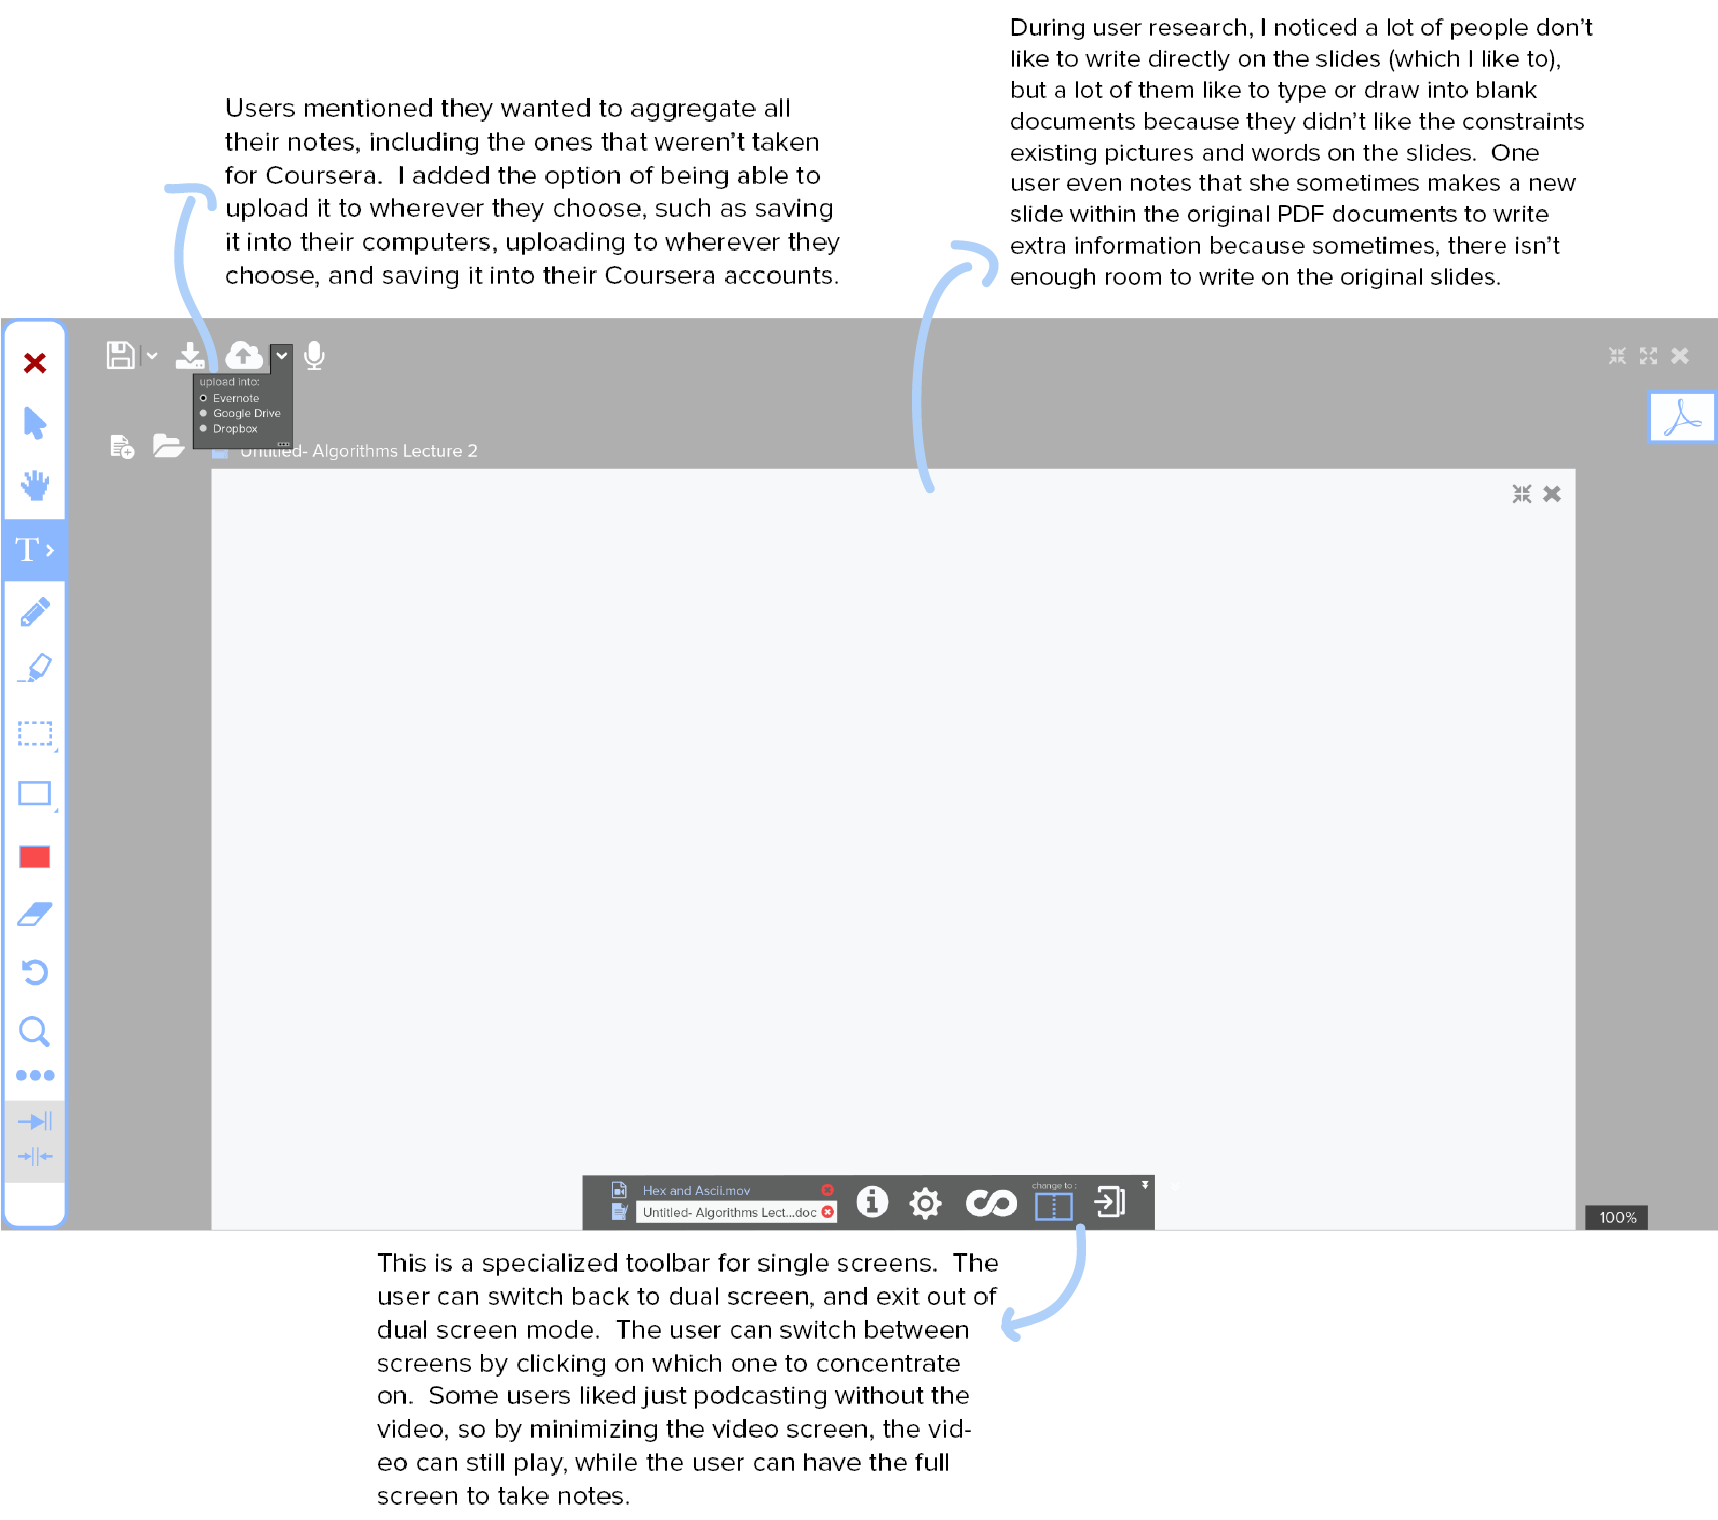 During user research, I noticed a lot of people don't
like to write directly on the slides (which I like to),
but a lot of them like to type or draw into blank
documents because they didn't like the constraints
existing pictures and words on the slides.  One
user even notes that she sometimes makes a new
slide within the original PDF documents to write
extra information because sometimes, there isn't
enough room to write on the original slides.
Users mentioned they wanted to aggregate all
their notes, including the ones that weren't taken
for Coursera.  I added the option of being able to
upload it to wherever they choose, such as saving
it into their computers, uploading to wherever they
choose, and saving it into their Coursera accounts.
upload into:
Evernote
Google Drive
Dropbox
Untitled- Algorithms Lecture 2
T
Hex and Ascii.mov
Untitled- Algorithms Lect...doc
change to :
100%
This is a specialized toolbar for single screens.  The
user can switch back to dual screen, and exit out of
dual screen mode.  The user can switch between
screens by clicking on which one to concentrate
on.  Some users liked just podcasting without the
video, so by minimizing the video screen, the vid-
eo can still play, while the user can have the full
screen to take notes.